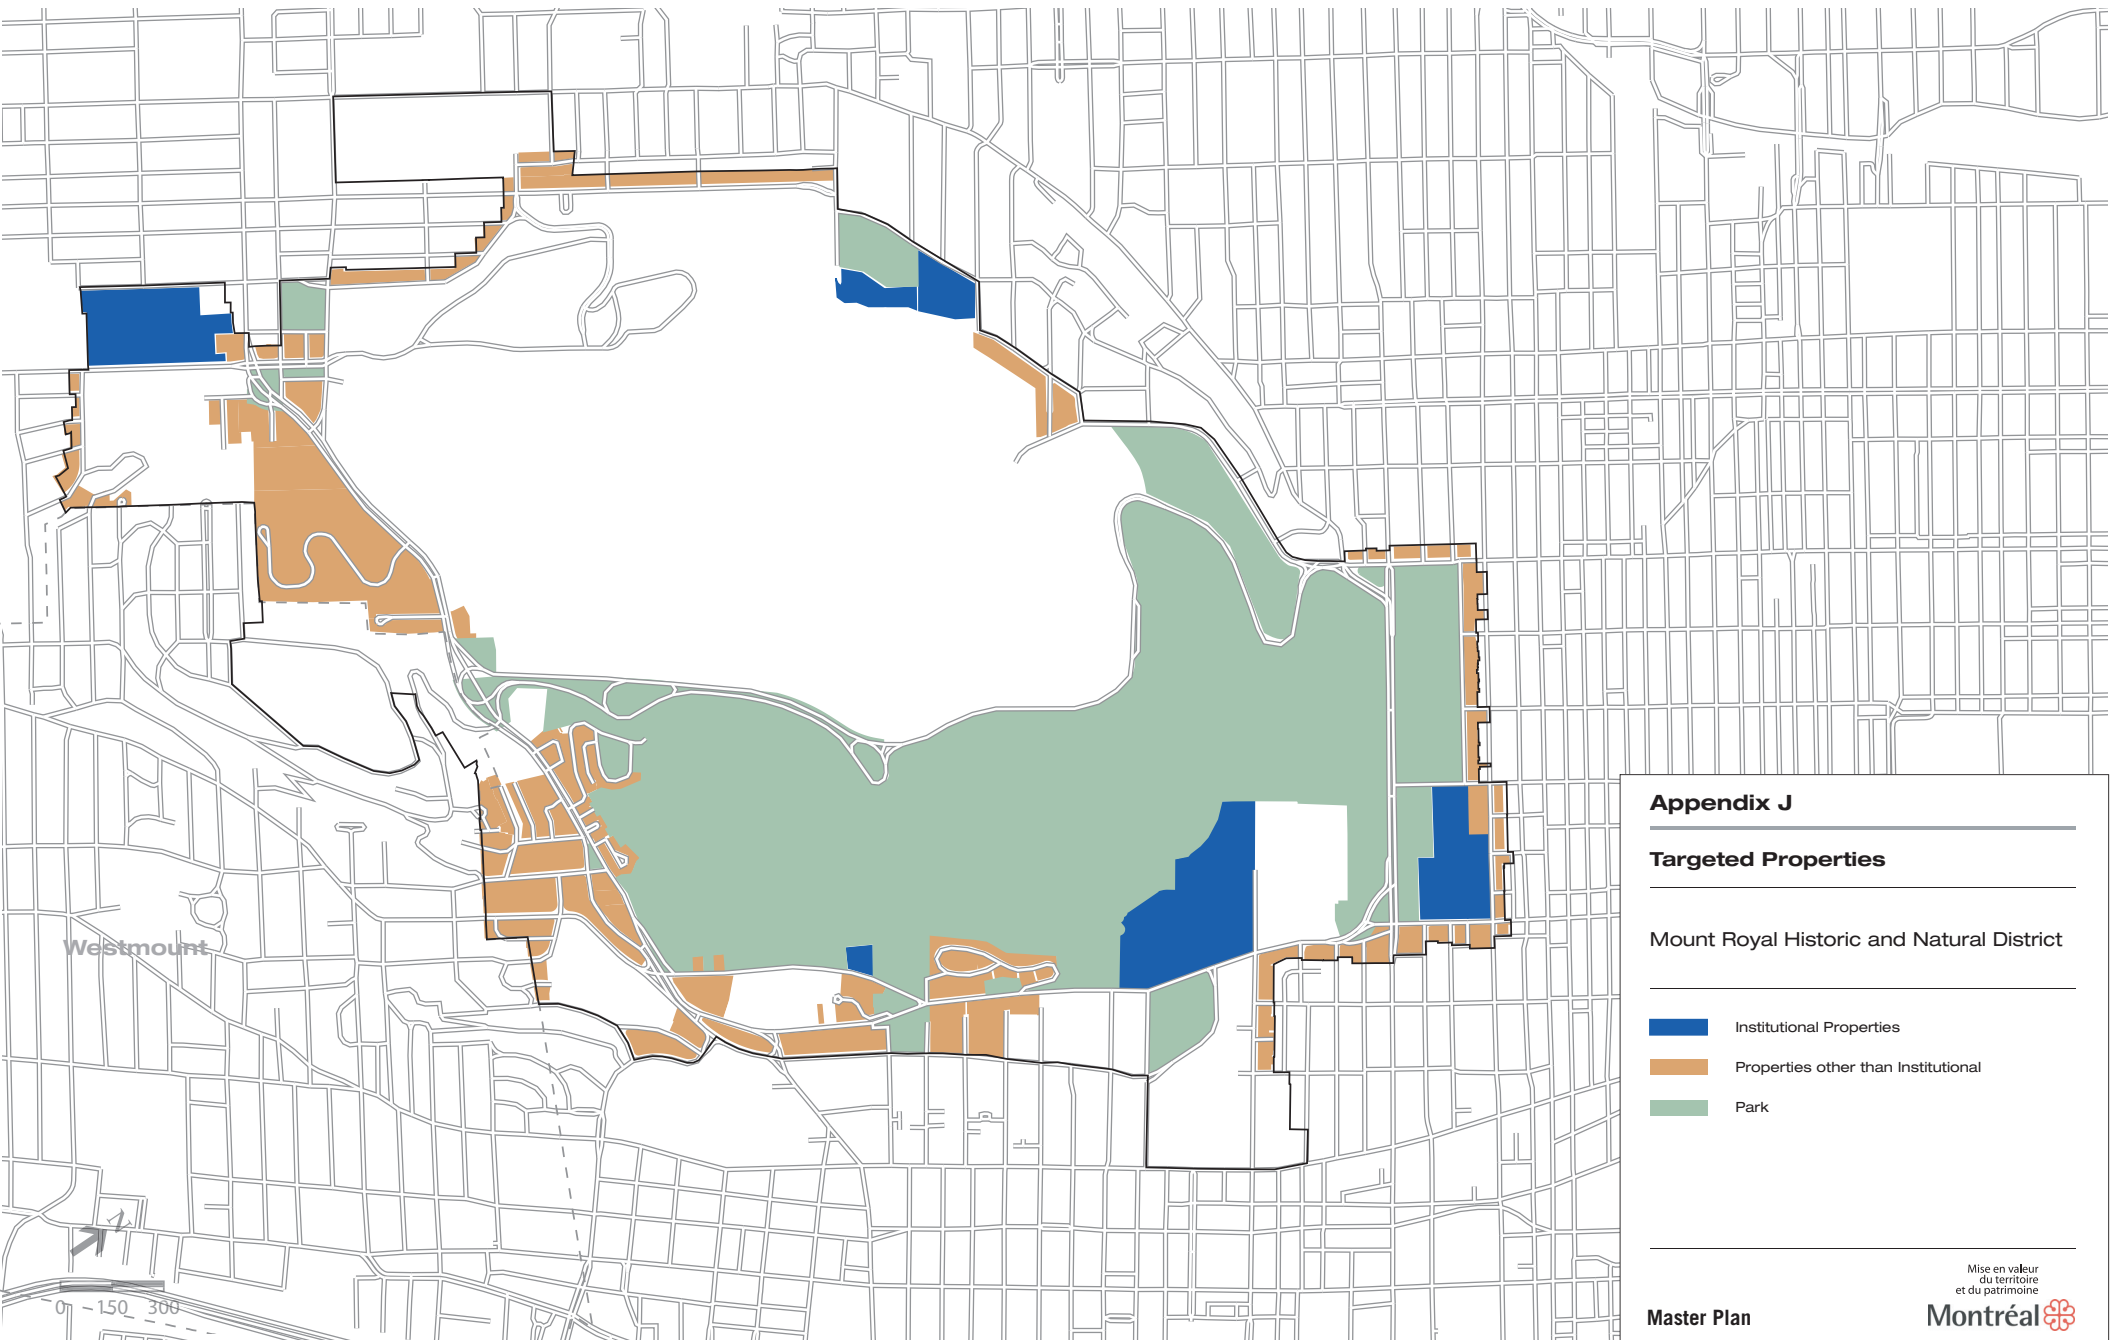 Westmount
N
0 150 300
Appendix J
Targeted Properties
Mount Royal Historic and Natural District
Institutional Properties
Properties other than Institutional
Park
Mise en valeur
du territoire
et du patrimoine
Master Plan
Montréal